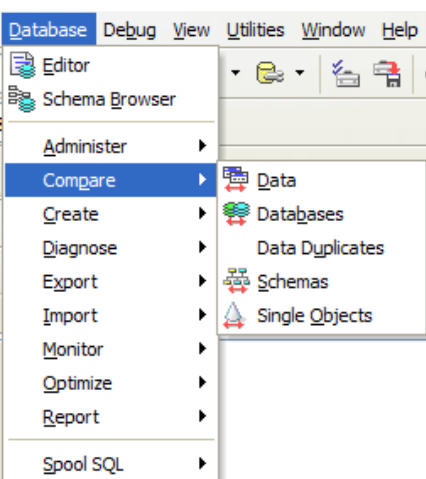 Database Debug View Utilities Window Help
Editor
Schema Browser
Administer
Compare
Create
Diagnose
Export
Import
Monitor
Optimize
Report
Spool SQL
Data
Databases
Data Duplicates
Schemas
Single Objects